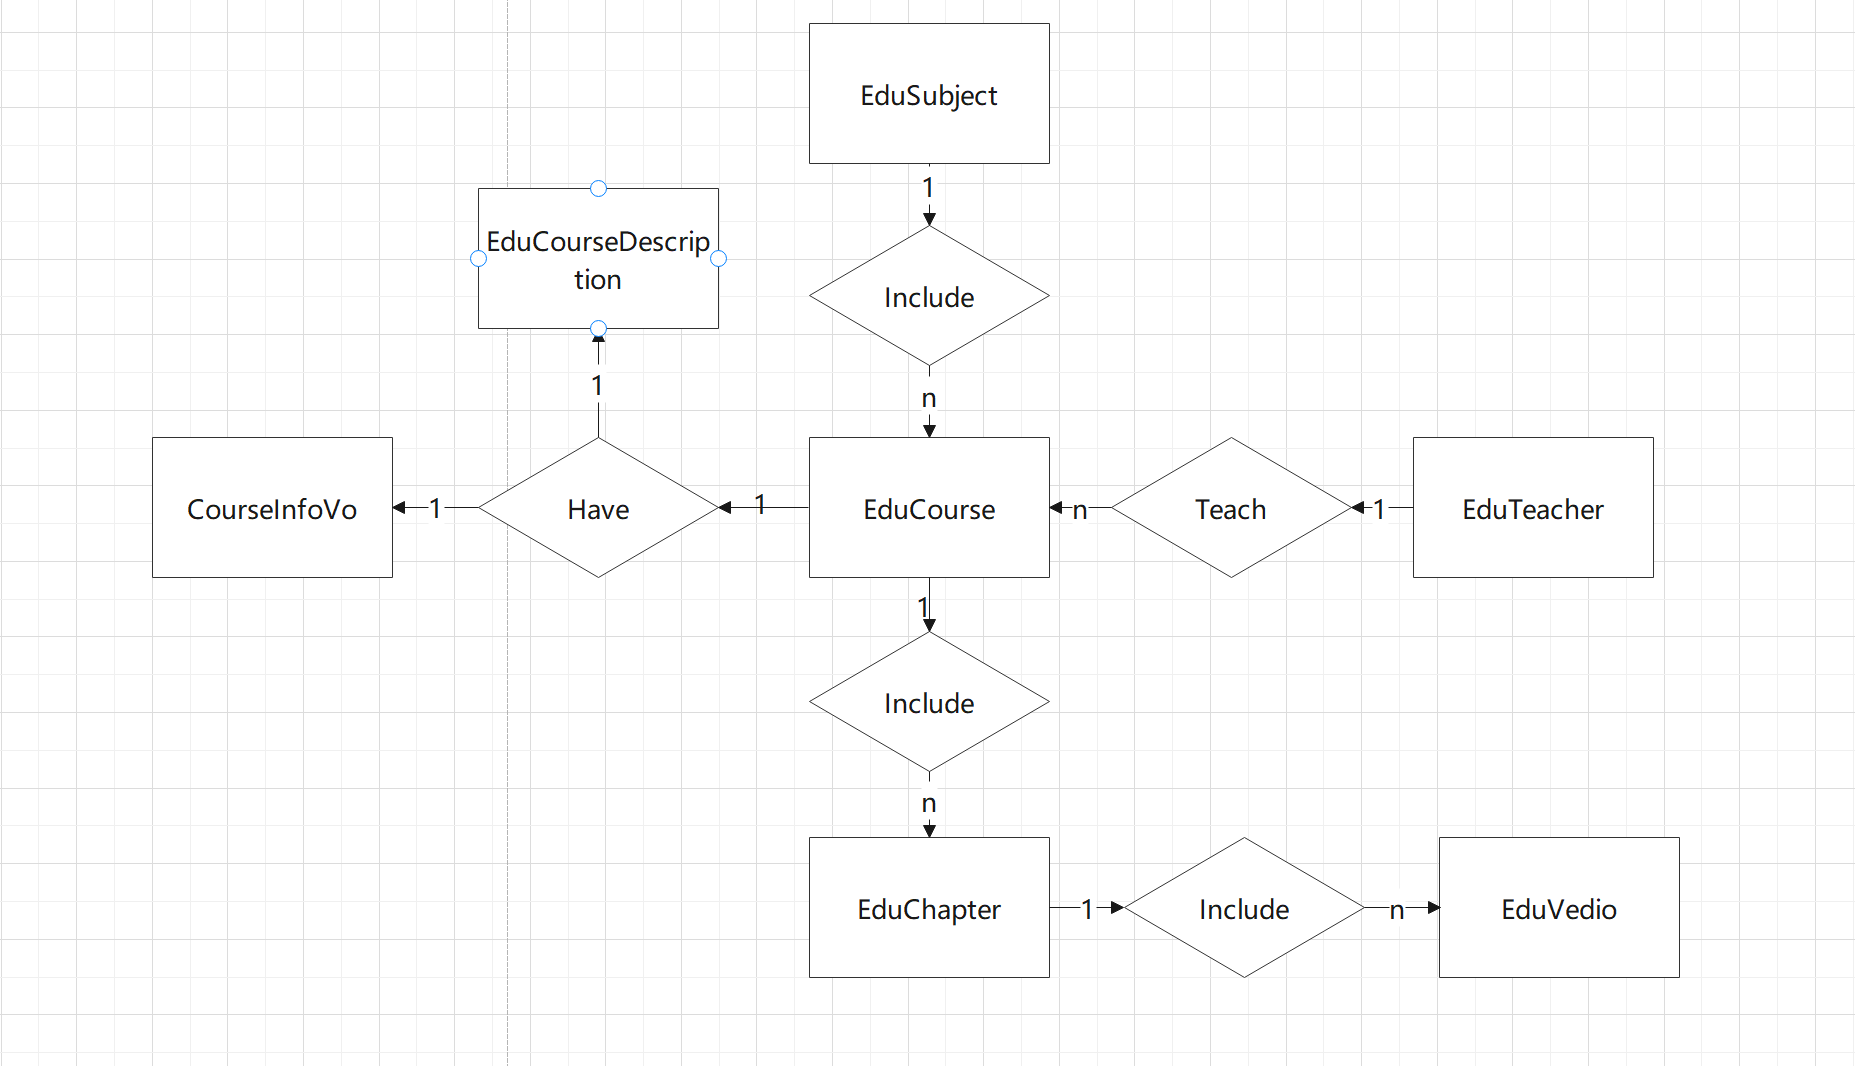 EduSubject
1
EduCourseDescrip
tion
Include
1
n
CourseInfoVo
1
Have
1
EduCourse
n
Teach
1
EduTeacher
1
Include
n
EduChapter
1
Include
n
EduVedio